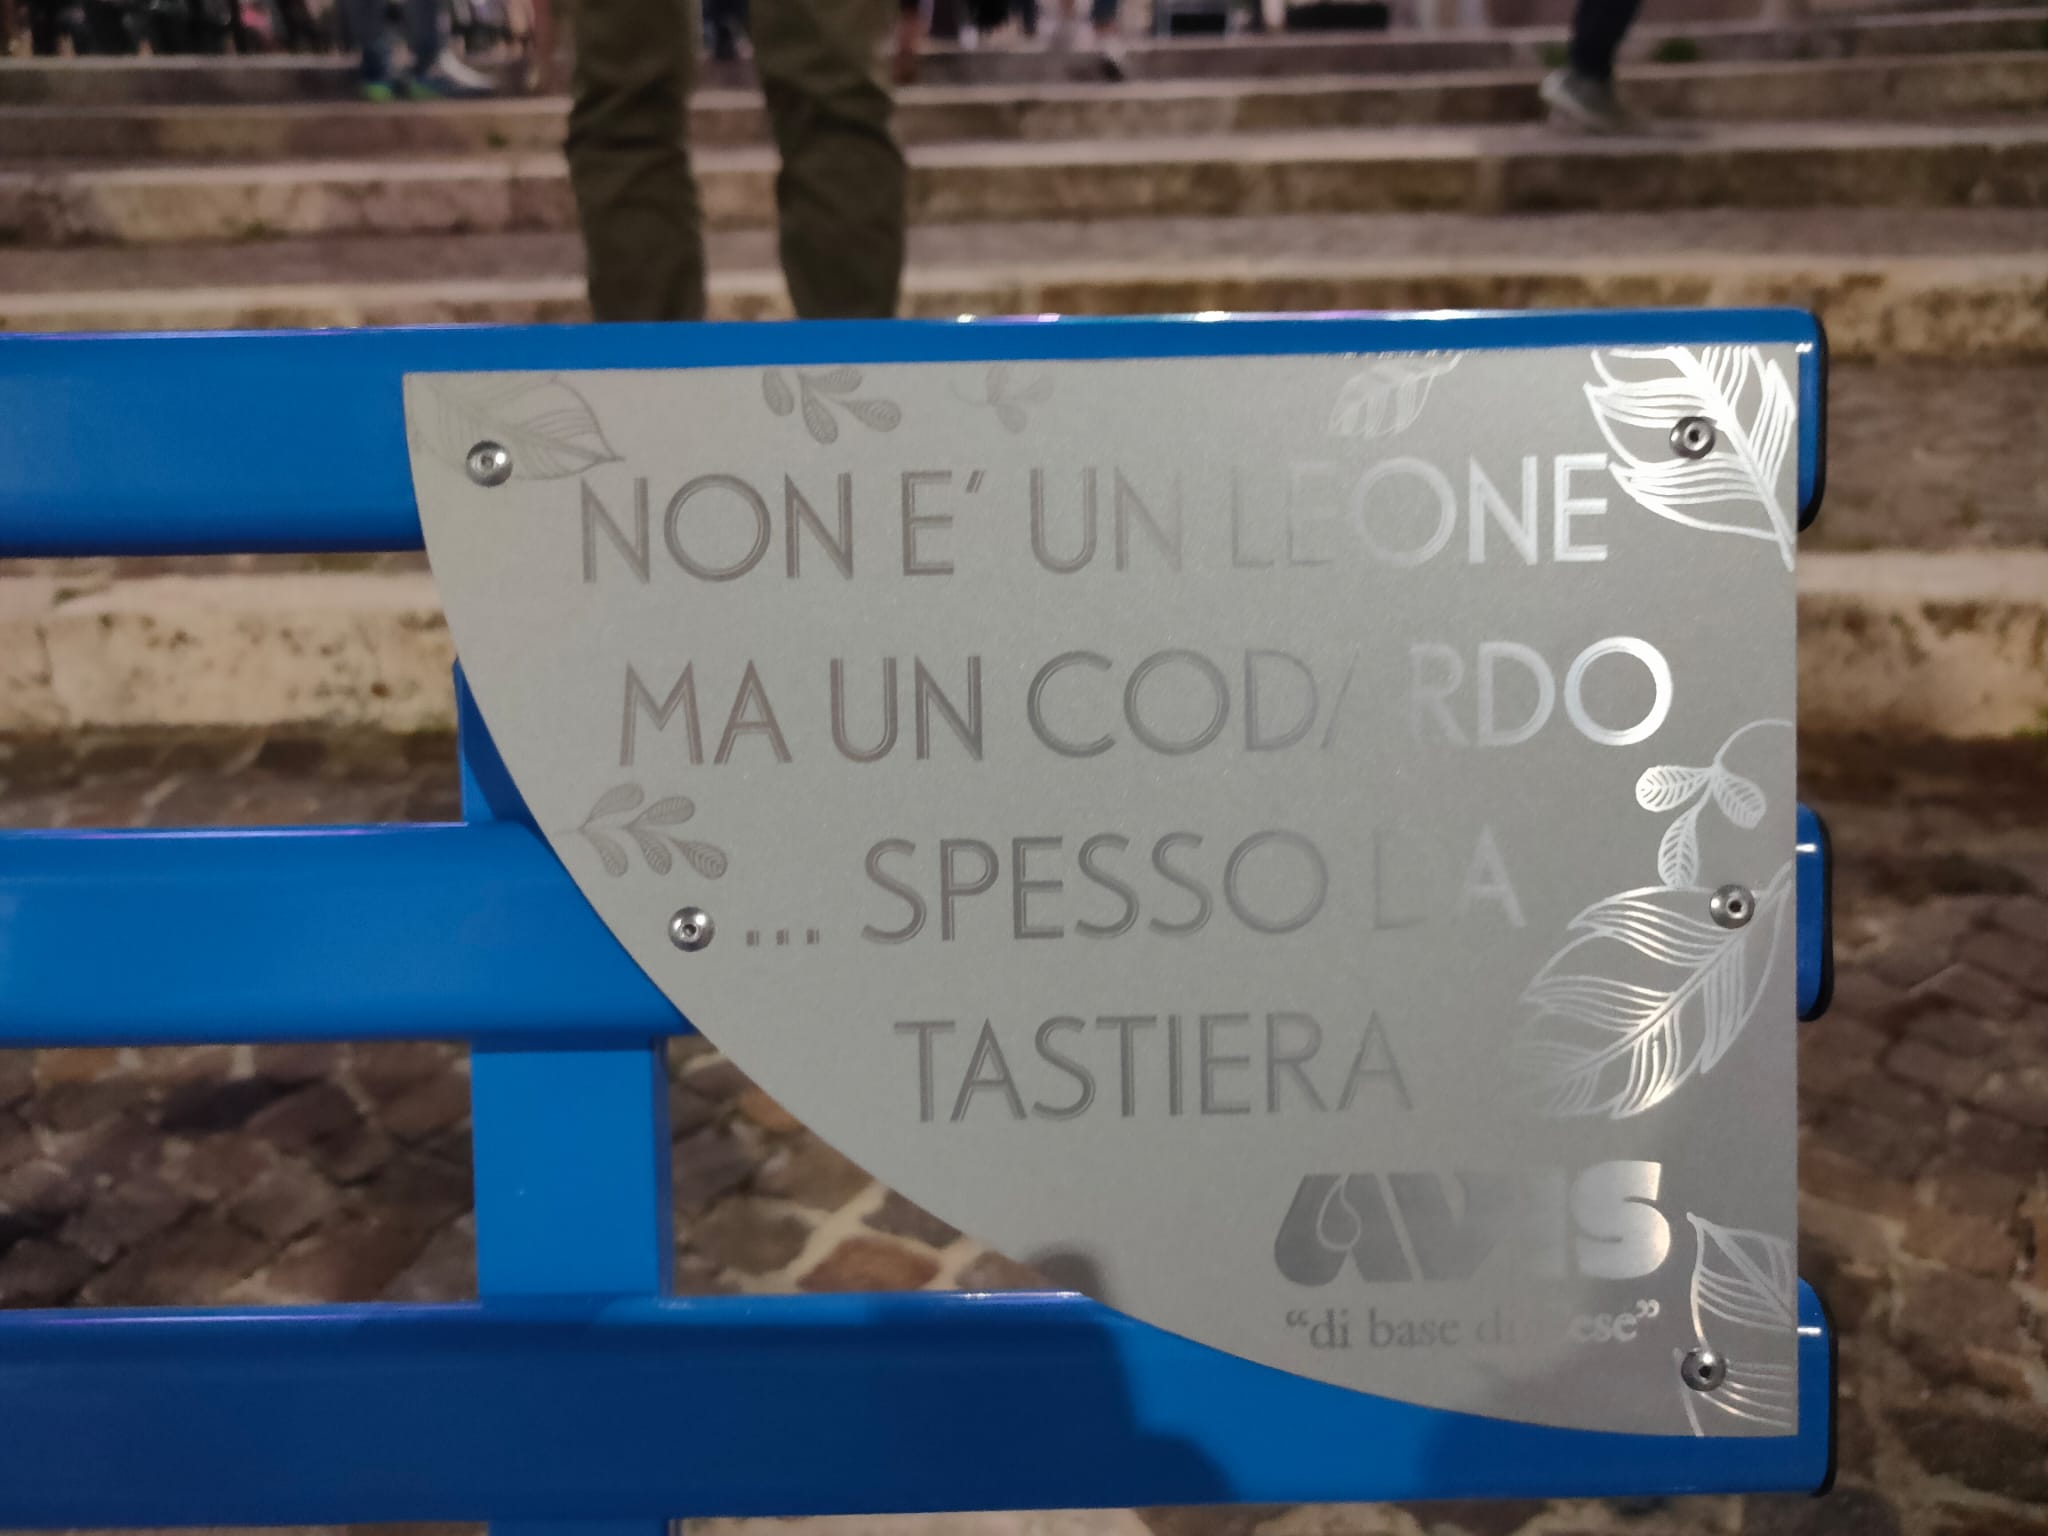 NON E' UN LEONE
MA UN CODARDO
.... SPESSO DA
TASTIERA
AVIS
"di base di